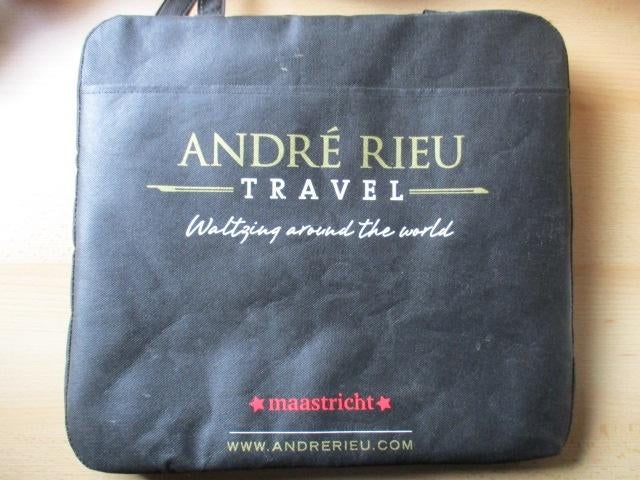 ANDRÉ RIEU
TRAVEL
Waltzing around the world
maastricht
WWW.ANDRERIEU.COM